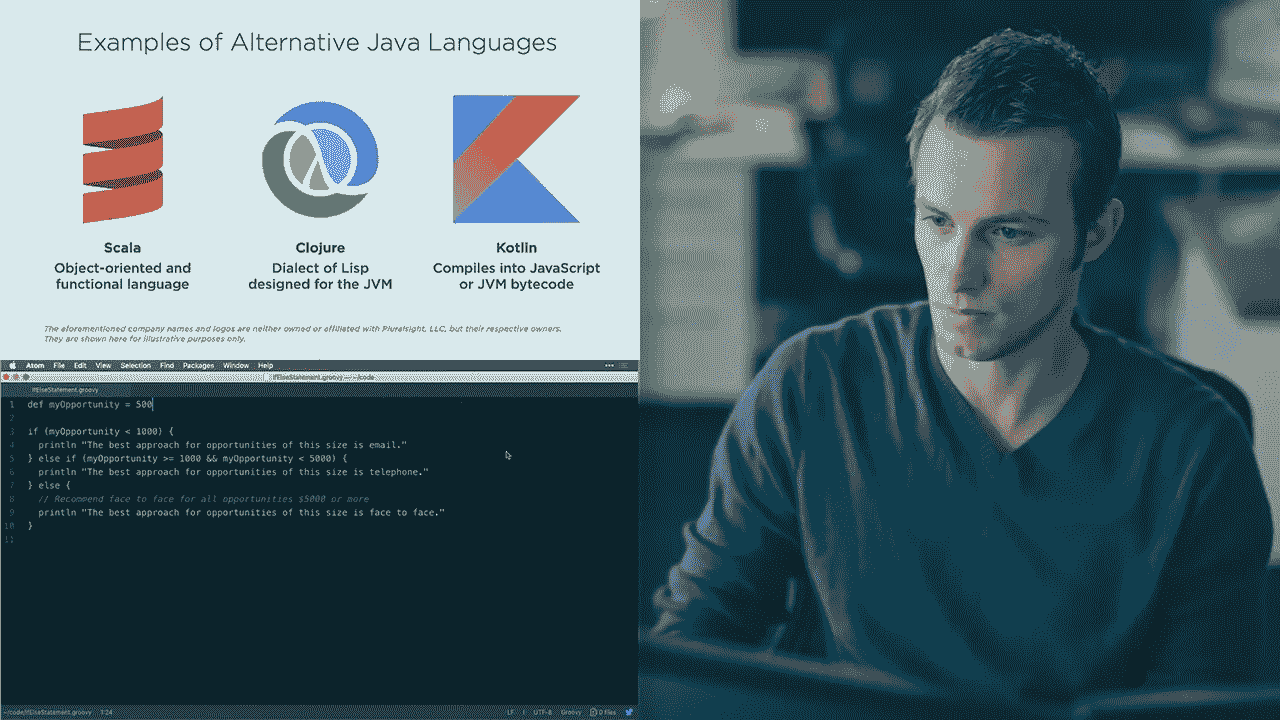 Examples of Alternative Java Languages
Scala
Object-oriented and
functional language
Clojure
Dialect of Lisp
designed for the JVM
Kotlin
Compiles into JavaScript
or JVM bytecode
The aforementioned company names and logos are neither owned or affiliated with Pluralsight, LLC, but their respective owners.
They are shown here for illustrative purposes only.
Atom File Edit View Selection Find Packages Window Help
IfElseStatement.groovy — ~/code
IfElseStatement.groovy
1 def myOpportunity = 500
2
3 if (myOpportunity < 1000) {
4 println "The best approach for opportunities of this size is email."
5 } else if (myOpportunity >= 1000 && myOpportunity < 5000) {
6 println "The best approach for opportunities of this size is telephone."
7 } else {
8 // Recommend face to face for all opportunities $5000 or more
9 println "The best approach for opportunities of this size is face to face."
10 }
11
~/code/IfElseStatement.groovy 1:24 LF UTF-8 Groovy 0 files